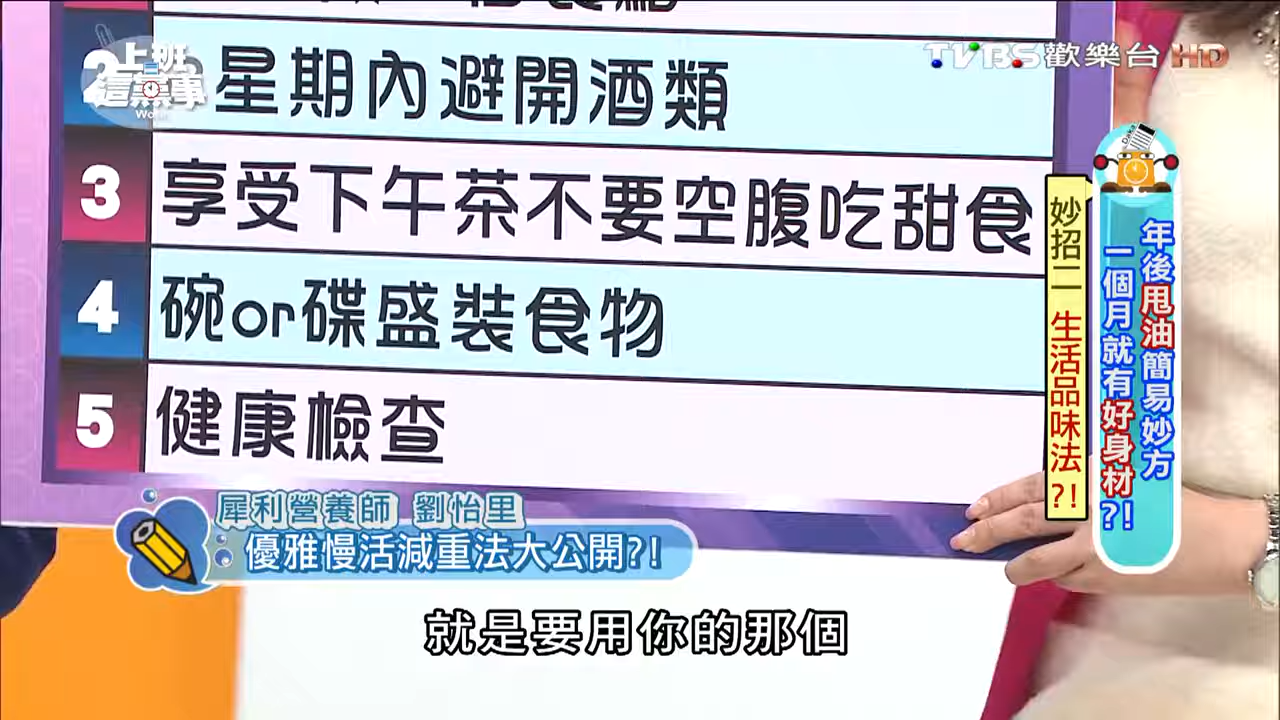 上班
這黨事
TVBS歡樂台 HD
星期內避開酒類
3 享受下午茶不要空腹吃甜食
4 碗or碟盛裝食物
5 健康檢查
年後甩油簡易妙方
一個月就有好身材?!
妙招二 生活品味法?!
犀利營養師 劉怡里
優雅慢活減重法大公開?!
就是要用你的那個